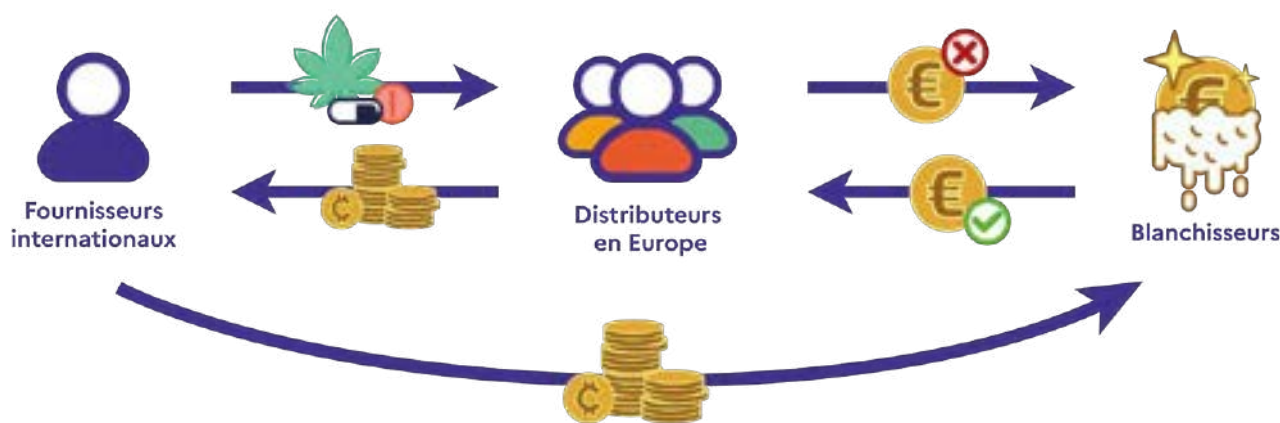 Fournisseurs
internationaux
Distributeurs
en Europe
Blanchisseurs
€
€
₵
₵